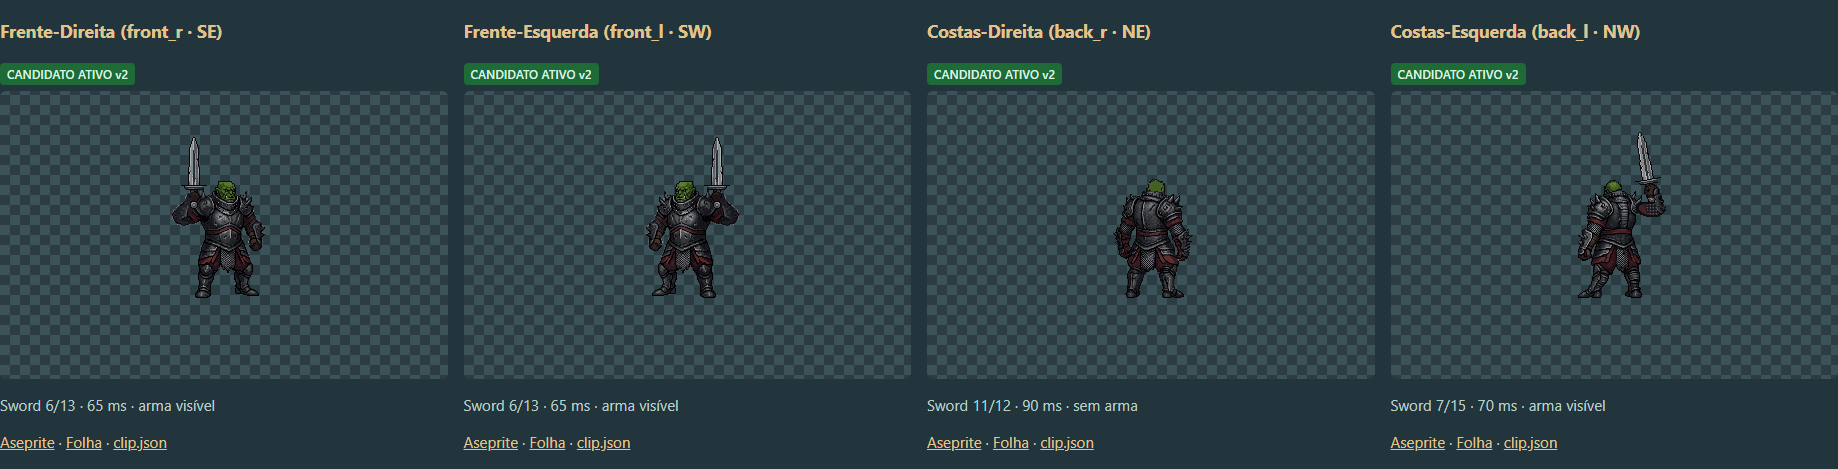 Frente-Direita (front_r · SE)
CANDIDATO ATIVO v2
Sword 6/13 · 65 ms · arma visível
Aseprite · Folha · clip.json
Frente-Esquerda (front_l · SW)
CANDIDATO ATIVO v2
Sword 6/13 · 65 ms · arma visível
Aseprite · Folha · clip.json
Costas-Direita (back_r · NE)
CANDIDATO ATIVO v2
Sword 11/12 · 90 ms · sem arma
Aseprite · Folha · clip.json
Costas-Esquerda (back_l · NW)
CANDIDATO ATIVO v2
Sword 7/15 · 70 ms · arma visível
Aseprite · Folha · clip.json